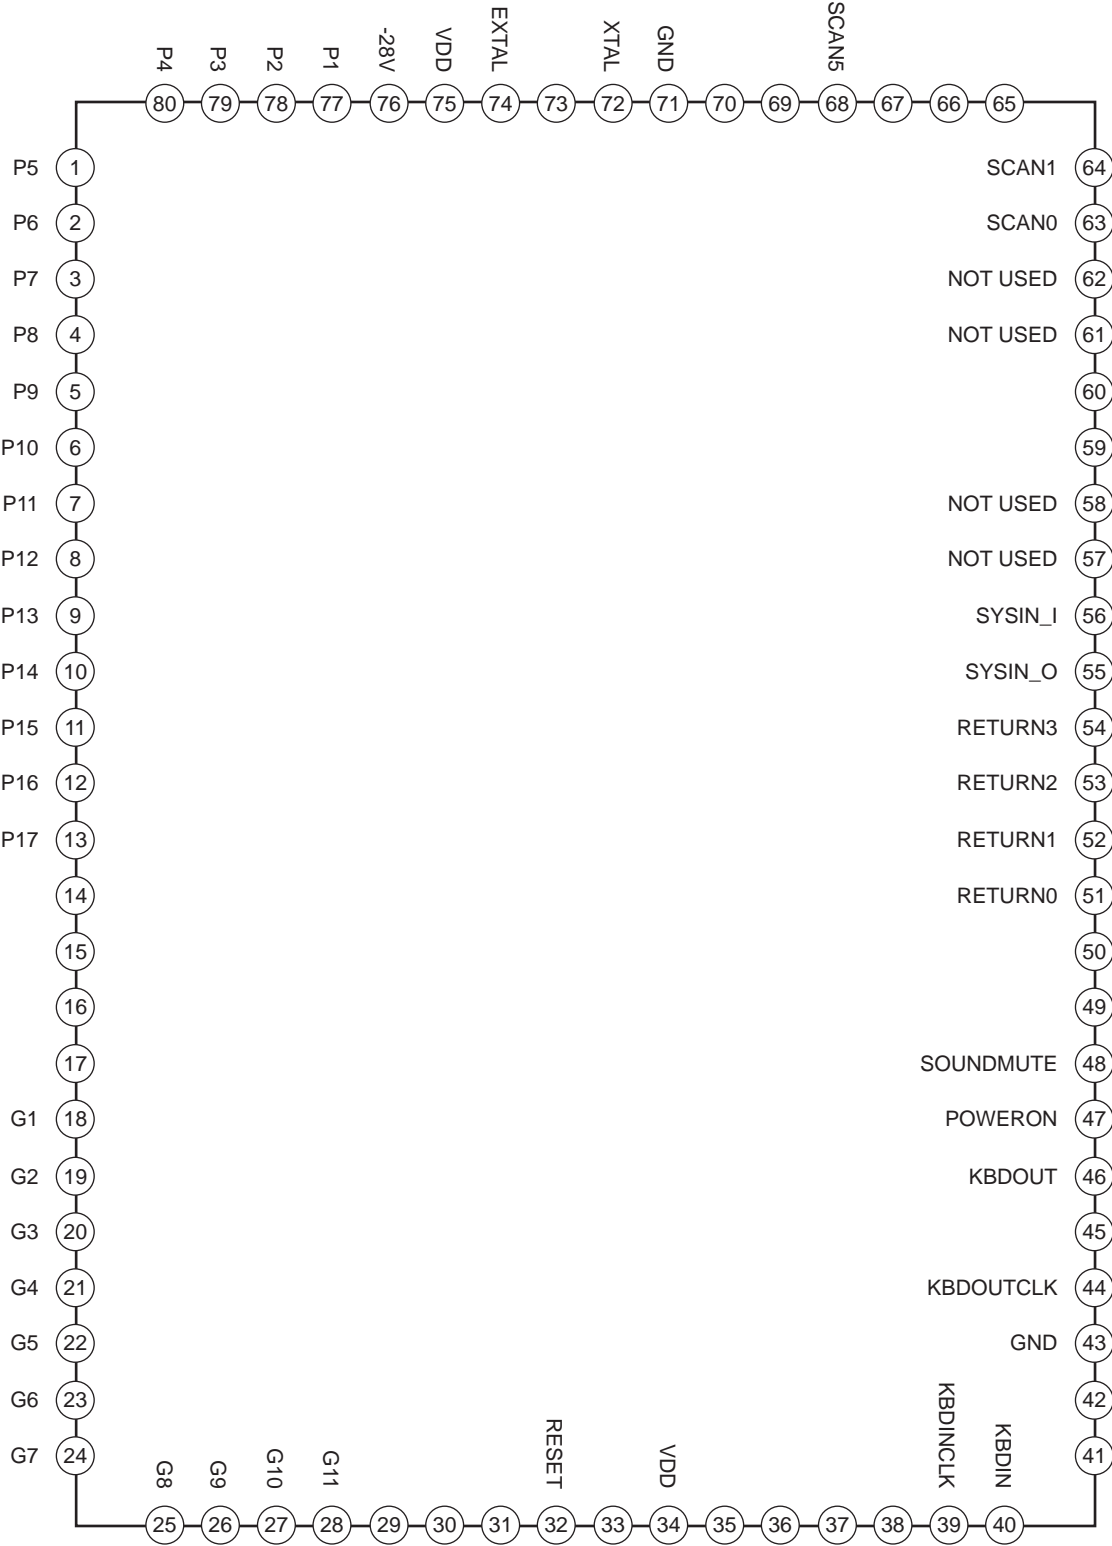 P4 P3 P2 P1 -28V VDD EXTAL XTAL GND SCAN5
80 79 78 77 76 75 74 73 72 71 70 69 68 67 66 65
P5 1 SCAN1 64
P6 2 SCAN0 63
P7 3 NOT USED 62
P8 4 NOT USED 61
P9 5 60
P10 6 59
P11 7 NOT USED 58
P12 8 NOT USED 57
P13 9 SYSIN_I 56
P14 10 SYSIN_O 55
P15 11 RETURN3 54
P16 12 RETURN2 53
P17 13 RETURN1 52
14 RETURN0 51
15 50
16 49
17 SOUNDMUTE 48
G1 18 POWERON 47
G2 19 KBDOUT 46
G3 20 45
G4 21 KBDOUTCLK 44
G5 22 GND 43
G6 23 42
G7 24 41
G8 G9 G10 G11 RESET VDD KBDINCLK KBDIN
25 26 27 28 29 30 31 32 33 34 35 36 37 38 39 40